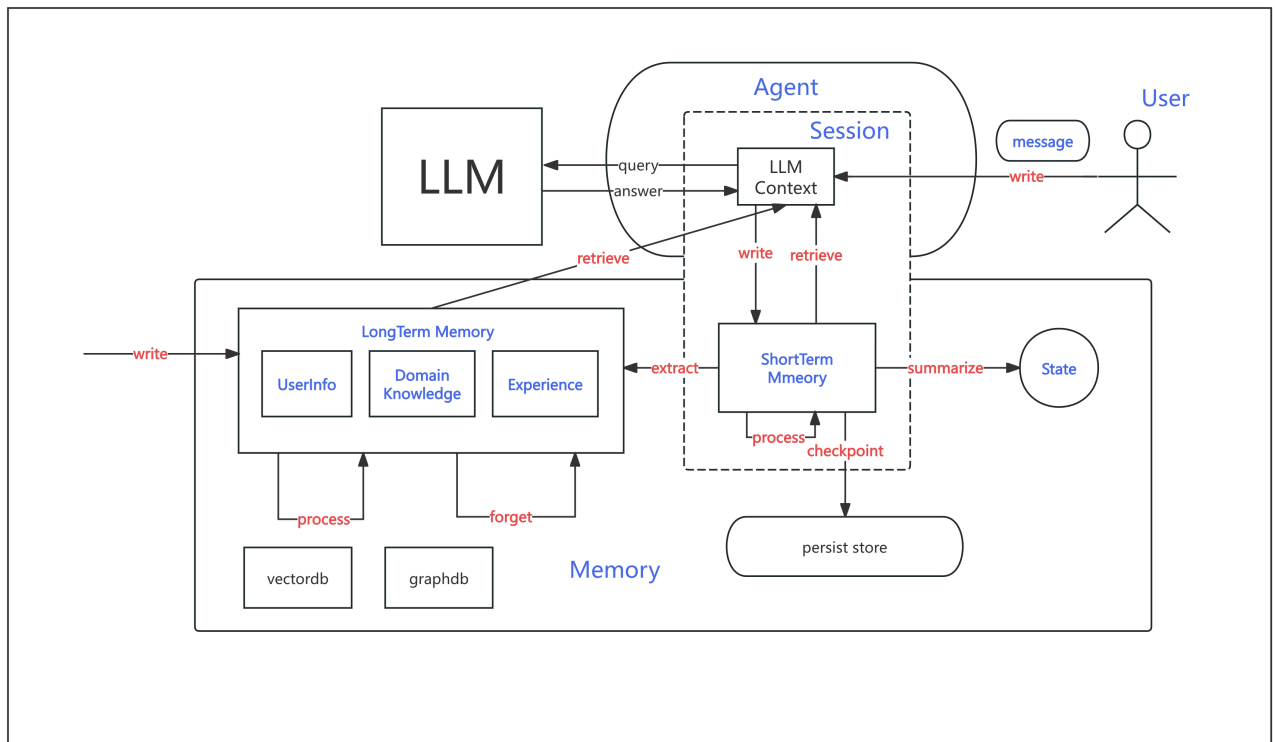 Agent
User
Session
message
LLM
LLM
Context
query
answer
write
retrieve
write
retrieve
LongTerm Memory
write
UserInfo
Domain
Knowledge
Experience
extract
ShortTerm
Mmeory
summarize
State
process
checkpoint
process
forget
persist store
vectordb
graphdb
Memory